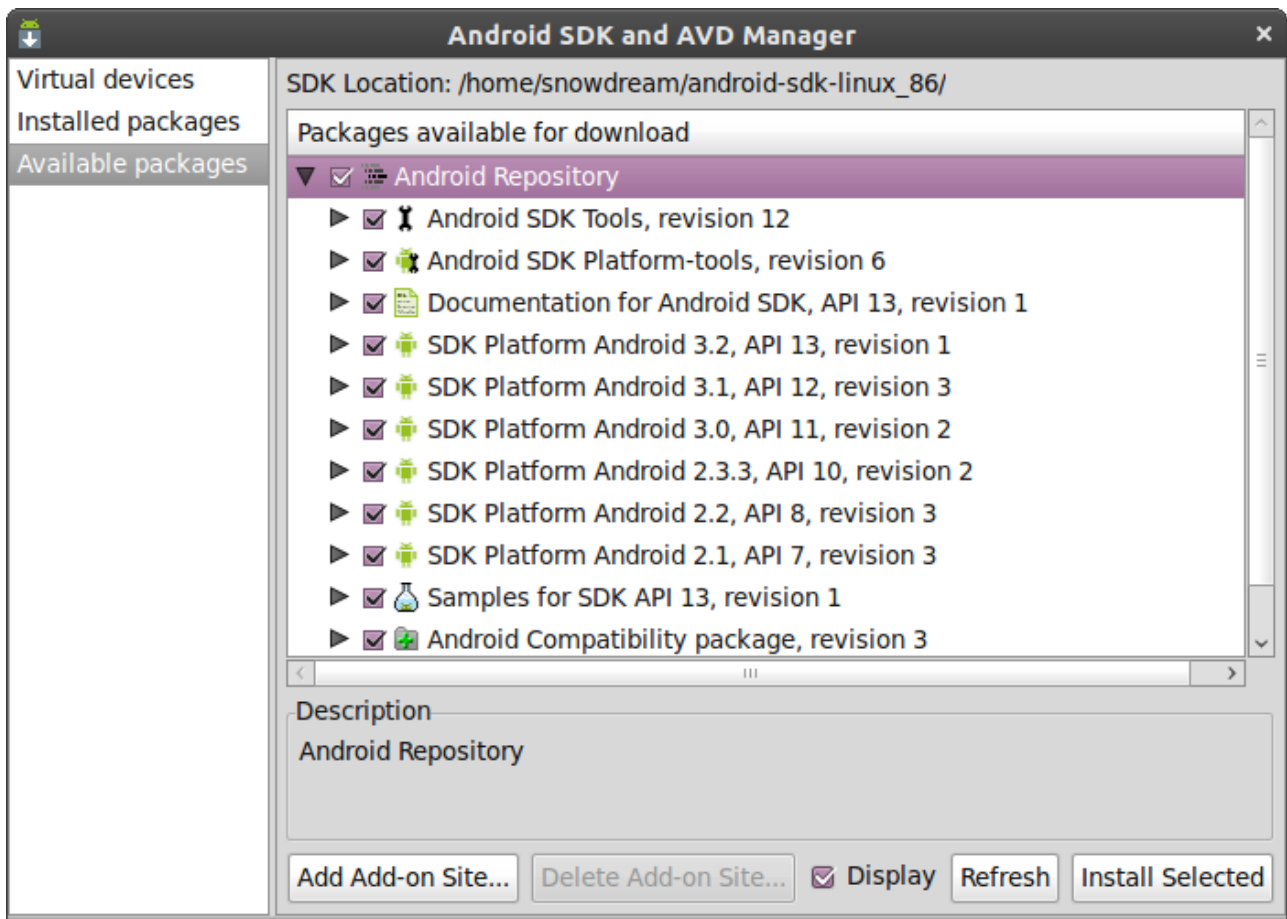 Android SDK and AVD Manager
Virtual devices
Installed packages
Available packages
SDK Location: /home/snowdream/android-sdk-linux_86/
Packages available for download
Android Repository
Android SDK Tools, revision 12
Android SDK Platform-tools, revision 6
Documentation for Android SDK, API 13, revision 1
SDK Platform Android 3.2, API 13, revision 1
SDK Platform Android 3.1, API 12, revision 3
SDK Platform Android 3.0, API 11, revision 2
SDK Platform Android 2.3.3, API 10, revision 2
SDK Platform Android 2.2, API 8, revision 3
SDK Platform Android 2.1, API 7, revision 3
Samples for SDK API 13, revision 1
Android Compatibility package, revision 3
Description
Android Repository
Add Add-on Site... Delete Add-on Site... Display Refresh Install Selected